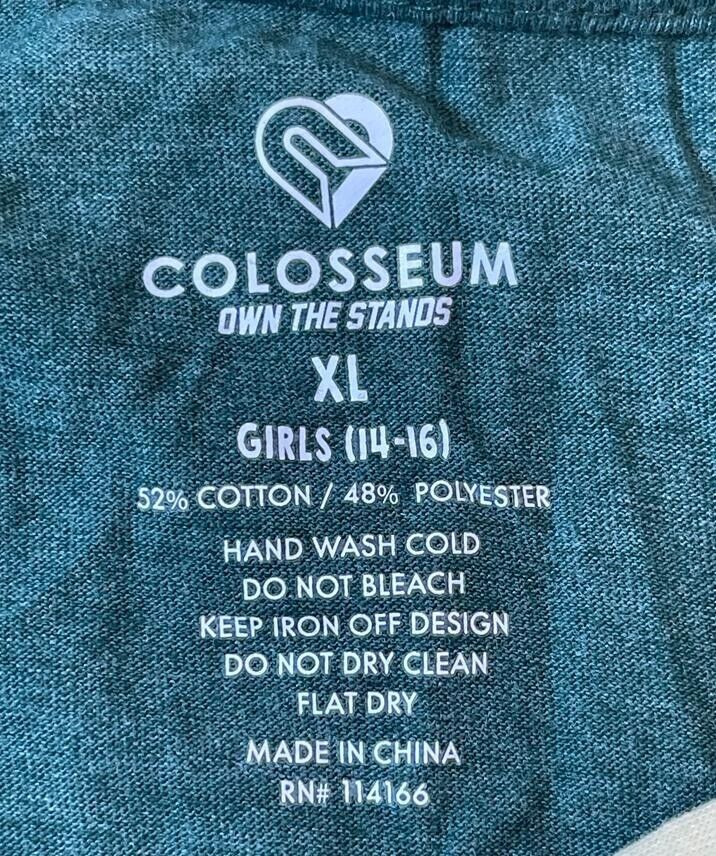 COLOSSEUM
OWN THE STANDS
XL
GIRLS (14-16)
52% COTTON / 48% POLYESTER
HAND WASH COLD
DO NOT BLEACH
KEEP IRON OFF DESIGN
DO NOT DRY CLEAN
FLAT DRY
MADE IN CHINA
RN# 114166